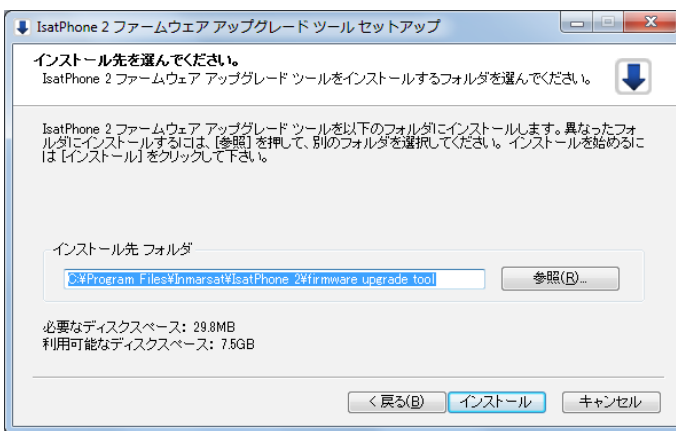 IsatPhone 2 ファームウェア アップグレード ツール セットアップ
インストール先を選んでください。
IsatPhone 2 ファームウェア アップグレード ツールをインストールするフォルダを選んでください。
IsatPhone 2 ファームウェア アップグレード ツールを以下のフォルダにインストールします。異なったフォ
ルダにインストールするには、[参照] を押して、別のフォルダを選択してください。インストールを始めるに
は [インストール] をクリックして下さい。
インストール先 フォルダ
C:¥Program Files¥Inmarsat¥IsatPhone 2¥firmware upgrade tool
参照(R)...
必要なディスクスペース: 29.8MB
利用可能なディスクスペース: 7.5GB
< 戻る(B)
インストール
キャンセル